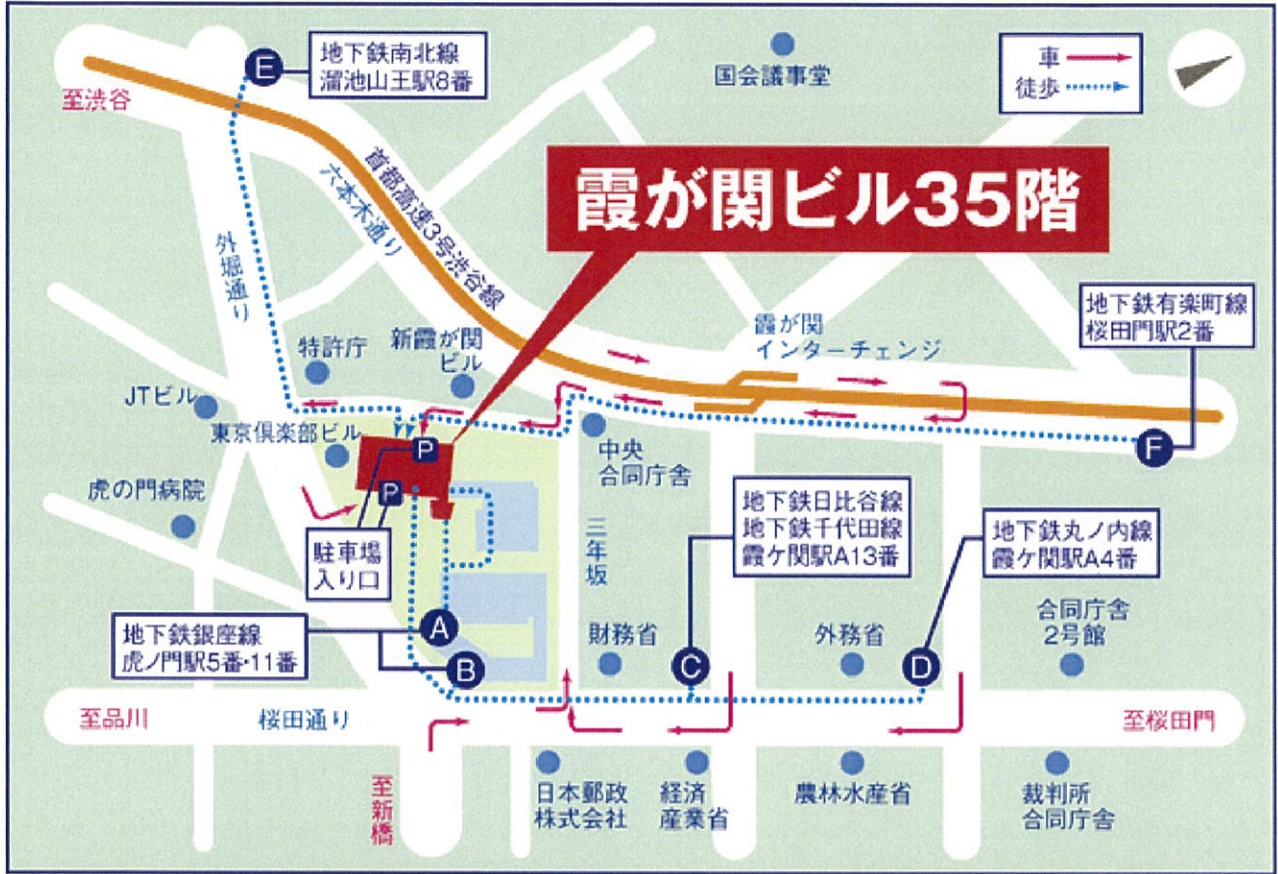 地下鉄南北線
溜池山王駅8番
E
国会議事堂
車
徒歩
至渋谷
首都高速3号渋谷線
六本木通り
外堀通り
霞が関ビル35階
地下鉄有楽町線
桜田門駅2番
霞が関
インターチェンジ
特許庁
新霞が関
ビル
JTビル
東京倶楽部ビル
P
P
中央
合同庁舎
F
虎の門病院
駐車場
入り口
三年坂
地下鉄日比谷線
地下鉄千代田線
霞ケ関駅A13番
地下鉄丸ノ内線
霞ケ関駅A4番
地下鉄銀座線
虎ノ門駅5番・11番
A
B
財務省
C
外務省
D
合同庁舎
2号館
至品川
桜田通り
至桜田門
至新橋
日本郵政
株式会社
経済
産業省
農林水産省
裁判所
合同庁舎